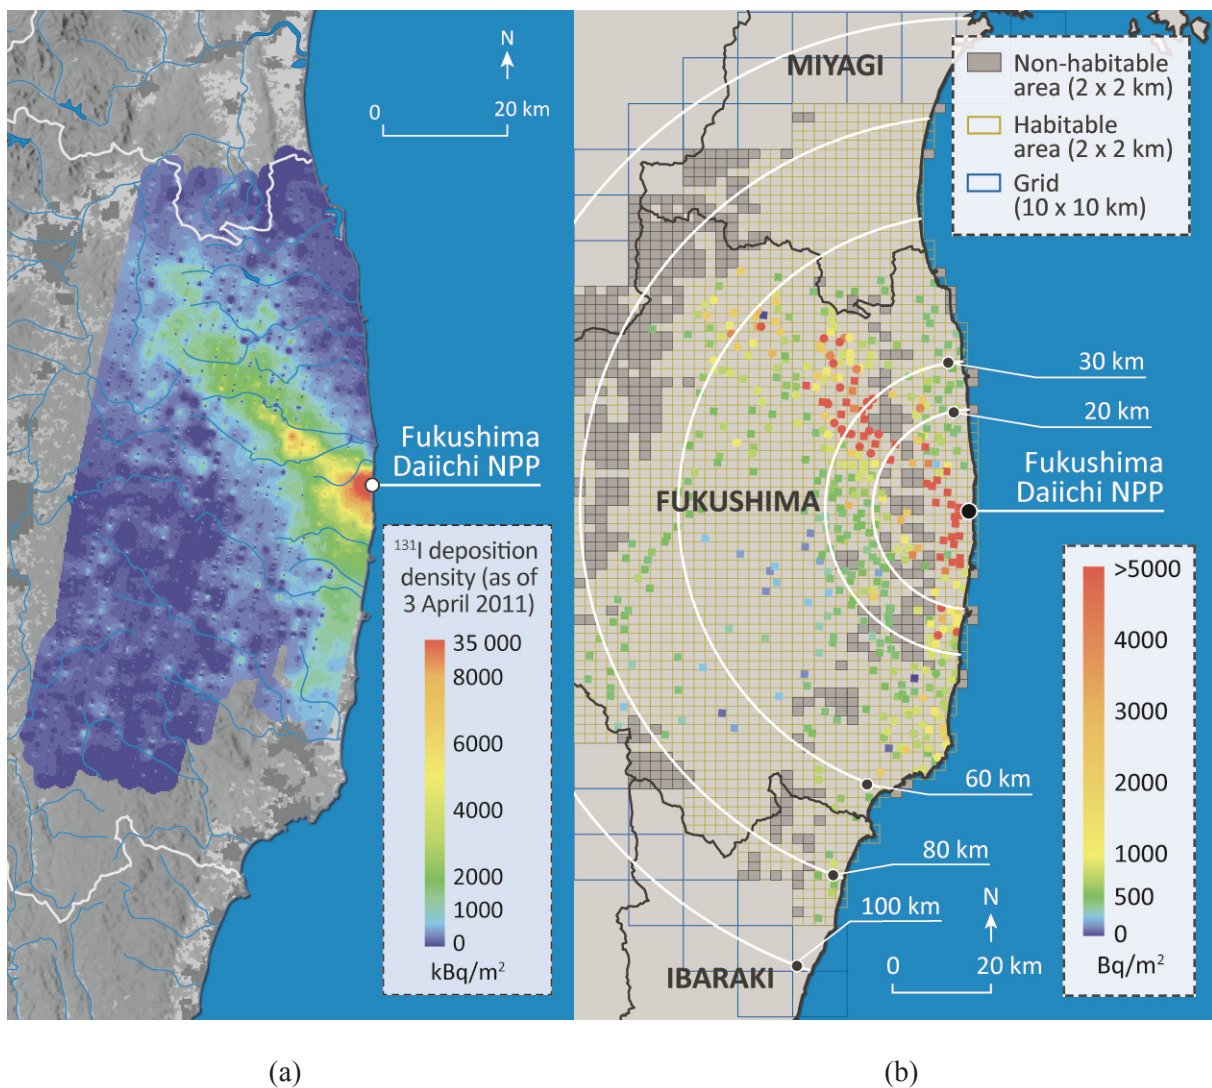 N
0
20 km
Fukushima
Daiichi NPP
¹³¹I deposition
density (as of
3 April 2011)
35 000
8000
6000
4000
2000
1000
0
kBq/m²
(a)
MIYAGI
Non-habitable
area (2 x 2 km)
Habitable
area (2 x 2 km)
Grid
(10 x 10 km)
30 km
20 km
Fukushima
Daiichi NPP
FUKUSHIMA
>5000
4000
3000
2000
1000
500
0
Bq/m²
60 km
80 km
100 km
N
0
20 km
IBARAKI
(b)